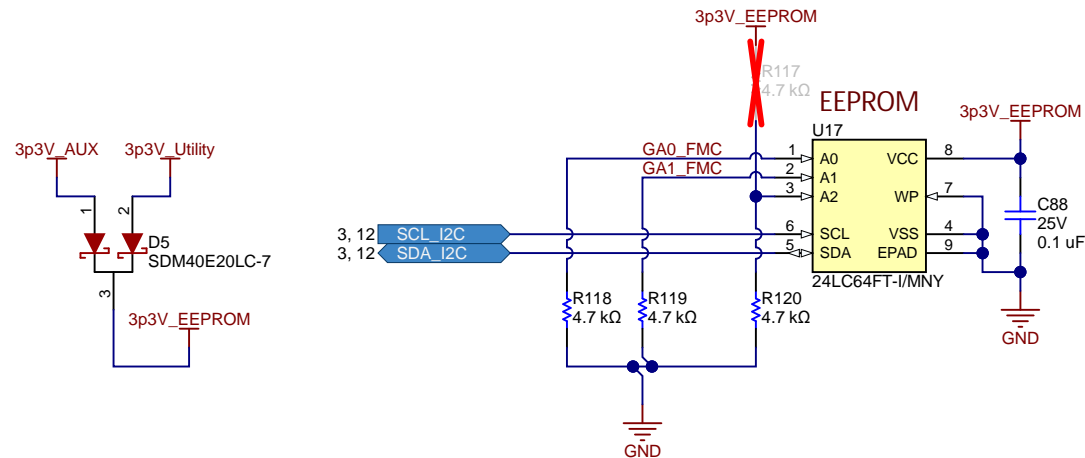 3p3V_EEPROM
R117
4.7 kΩ
EEPROM
3p3V_EEPROM
U17
3p3V_AUX
3p3V_Utility
GA0_FMC
1
A0
VCC
8
GA1_FMC
2
A1
3
A2
WP
7
1
2
C88
25V
0.1 uF
3, 12
SCL_I2C
6
SCL
VSS
4
3, 12
SDA_I2C
5
SDA
EPAD
9
D5
SDM40E20LC-7
24LC64FT-I/MNY
3
R118
4.7 kΩ
R119
4.7 kΩ
R120
4.7 kΩ
3p3V_EEPROM
GND
GND